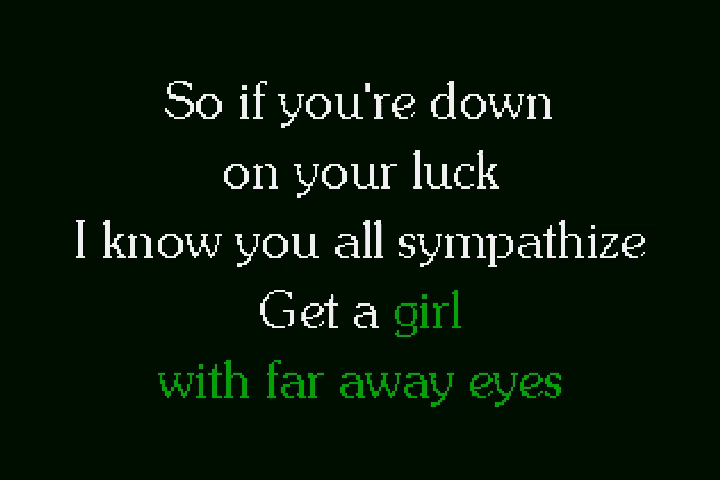 So if you're down
on your luck
I know you all sympathize
Get a girl
with far away eyes